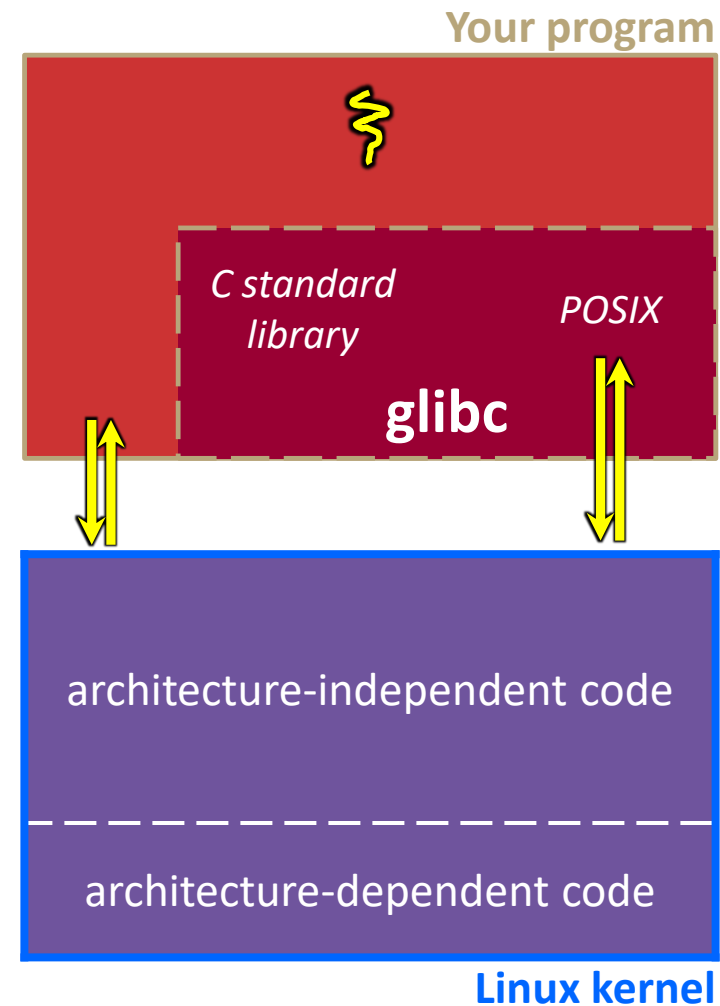 Your program
C standard
library
POSIX
glibc
architecture-independent code
architecture-dependent code
Linux kernel